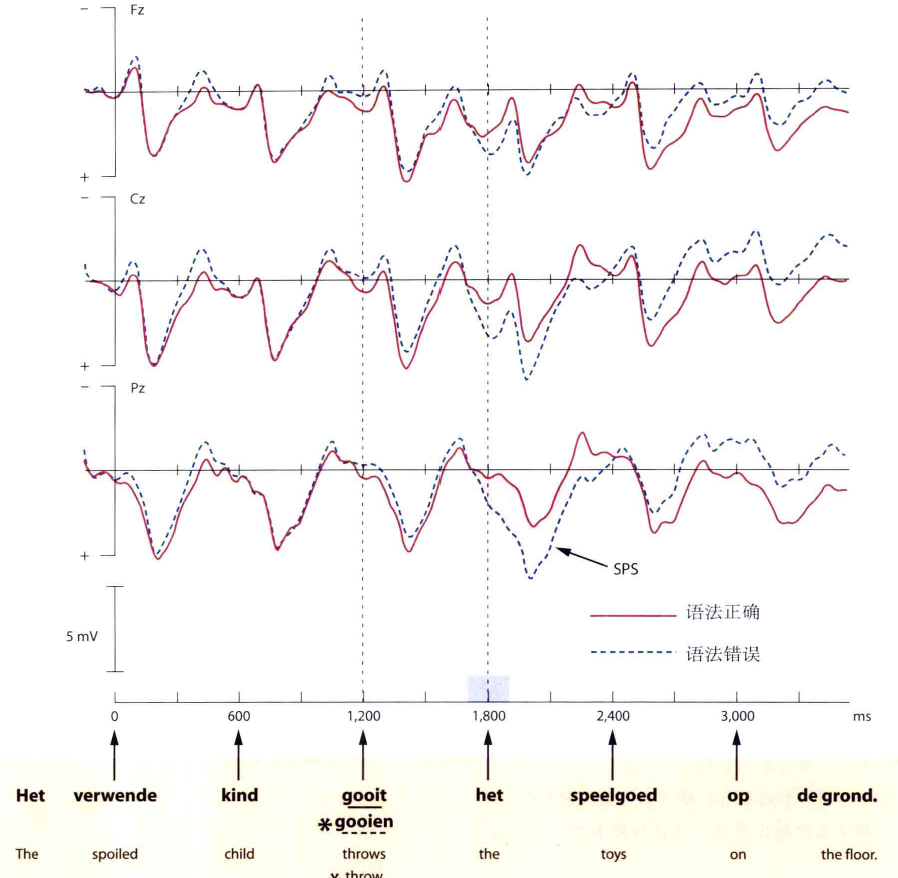 − Fz
+
− Cz
+
− Pz
+
SPS
5 mV
语法正确
语法错误
0 600 1,200 1,800 2,400 3,000 ms
Het verwende kind gooit het speelgoed op de grond.
*gooien
The spoiled child throws the toys on the floor.
x throw